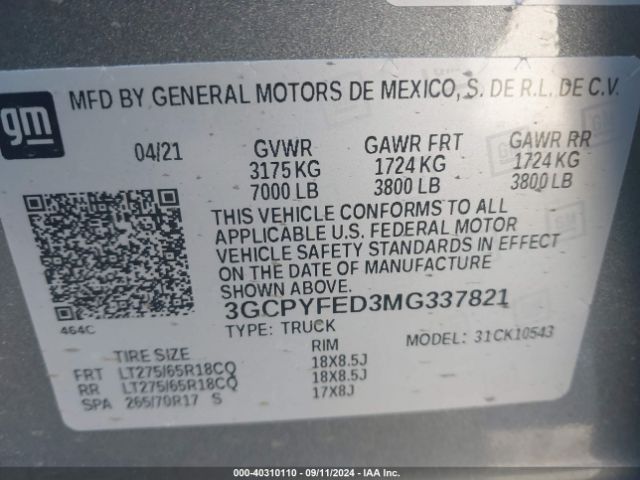 gm
MFD BY GENERAL MOTORS DE MEXICO, S. DE R.L. DE C.V.
04/21 GVWR GAWR FRT GAWR RR
3175 KG 1724 KG 1724 KG
7000 LB 3800 LB 3800 LB
THIS VEHICLE CONFORMS TO ALL
APPLICABLE U.S. FEDERAL MOTOR
VEHICLE SAFETY STANDARDS IN EFFECT
ON THE DATE OF MANUFACTURE
SHOWN ABOVE.
464C
3GCPYFED3MG337821
TYPE: TRUCK MODEL: 31CK10543
TIRE SIZE RIM
FRT LT275/65R18CQ 18X8.5J
RR LT275/65R18CQ 18X8.5J
SPA 265/70R17 S 17X8J
000-40310110 - 09/11/2024 - IAA Inc.